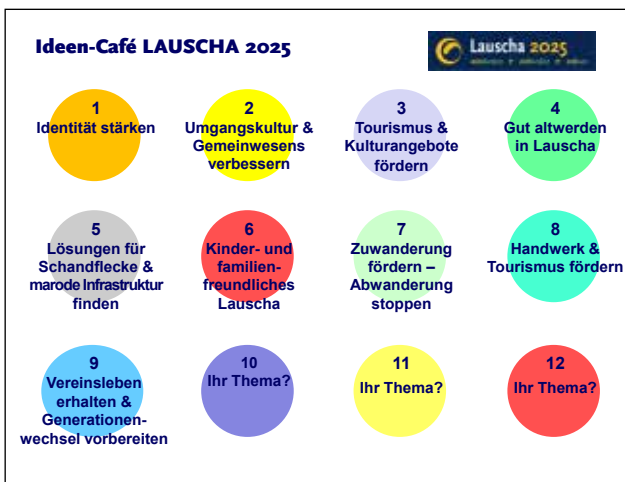 Ideen-Café LAUSCHA 2025
Lauscha 2025
1
Identität stärken
2
Umgangskultur &
Gemeinwesens
verbessern
3
Tourismus &
Kulturangebote
fördern
4
Gut altwerden
in Lauscha
5
Lösungen für
Schandflecke &
marode Infrastruktur
finden
6
Kinder- und
familien-
freundliches
Lauscha
7
Zuwanderung
fördern –
Abwanderung
stoppen
8
Handwerk &
Tourismus fördern
9
Vereinsleben
erhalten &
Generationen-
wechsel vorbereiten
10
Ihr Thema?
11
Ihr Thema?
12
Ihr Thema?